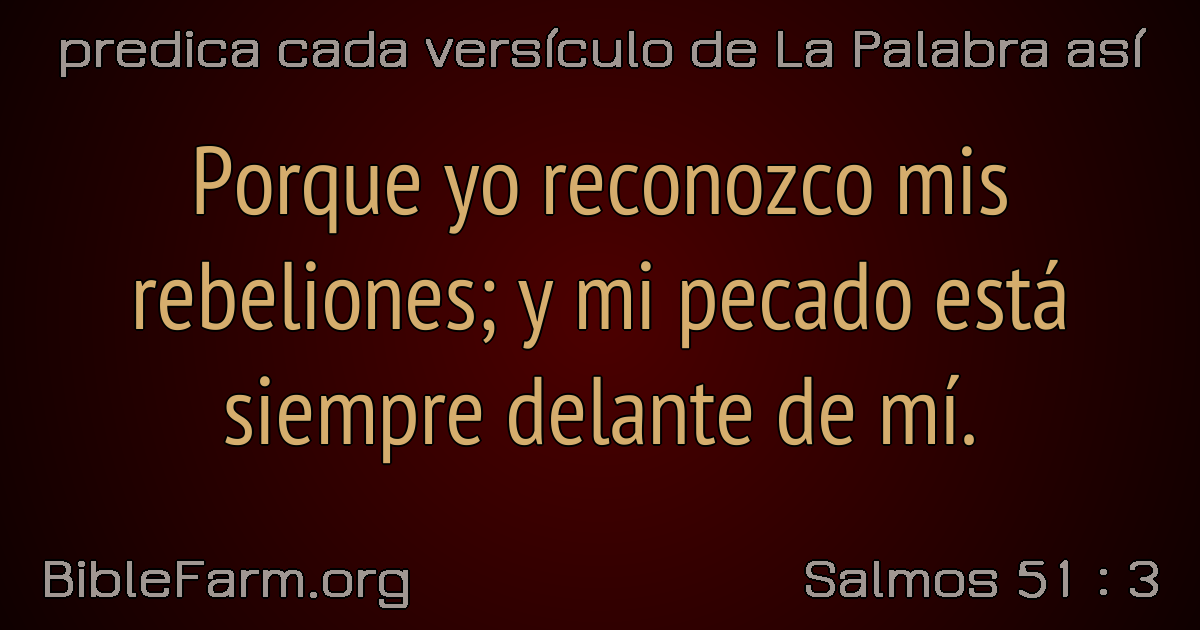 predica cada versículo de La Palabra así
Porque yo reconozco mis
rebeliones; y mi pecado está
siempre delante de mí.
BibleFarm.org
Salmos 51 : 3